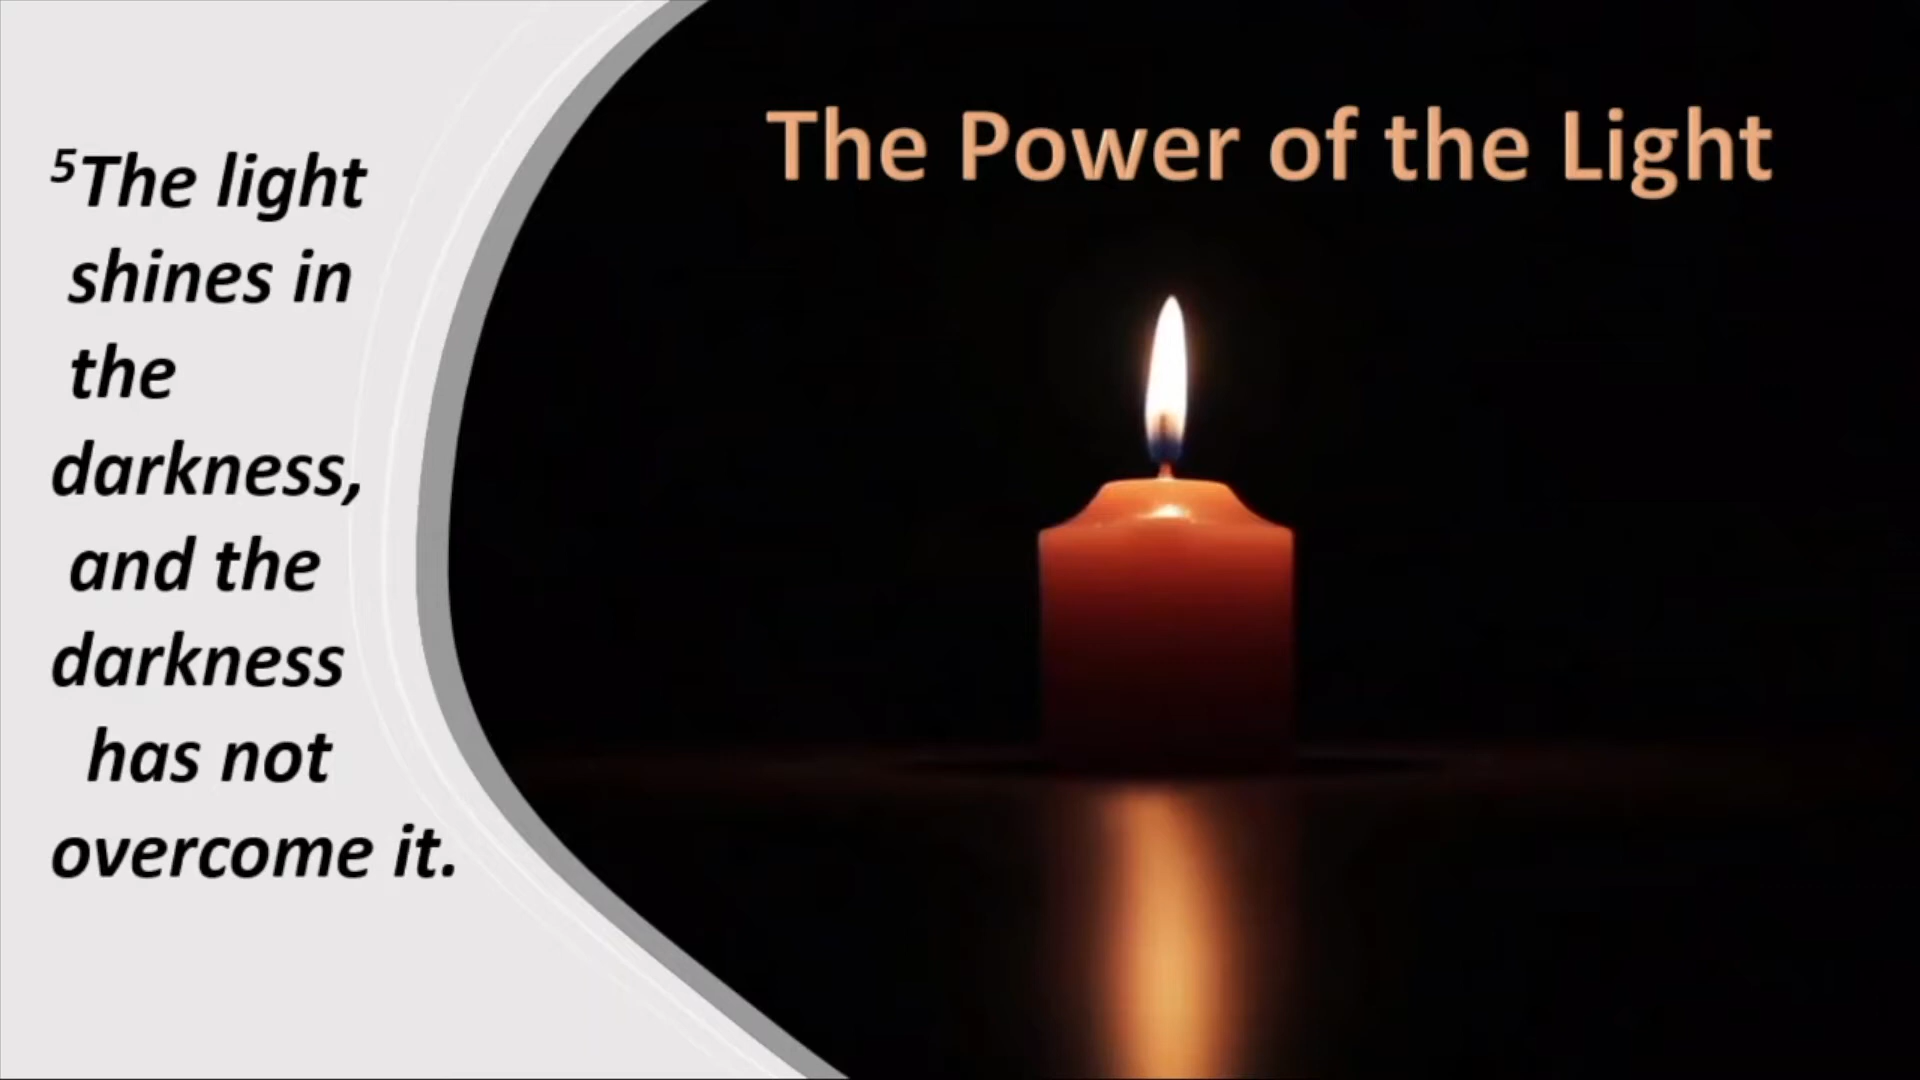 ⁵The light
shines in
the
darkness,
and the
darkness
has not
overcome it.
The Power of the Light